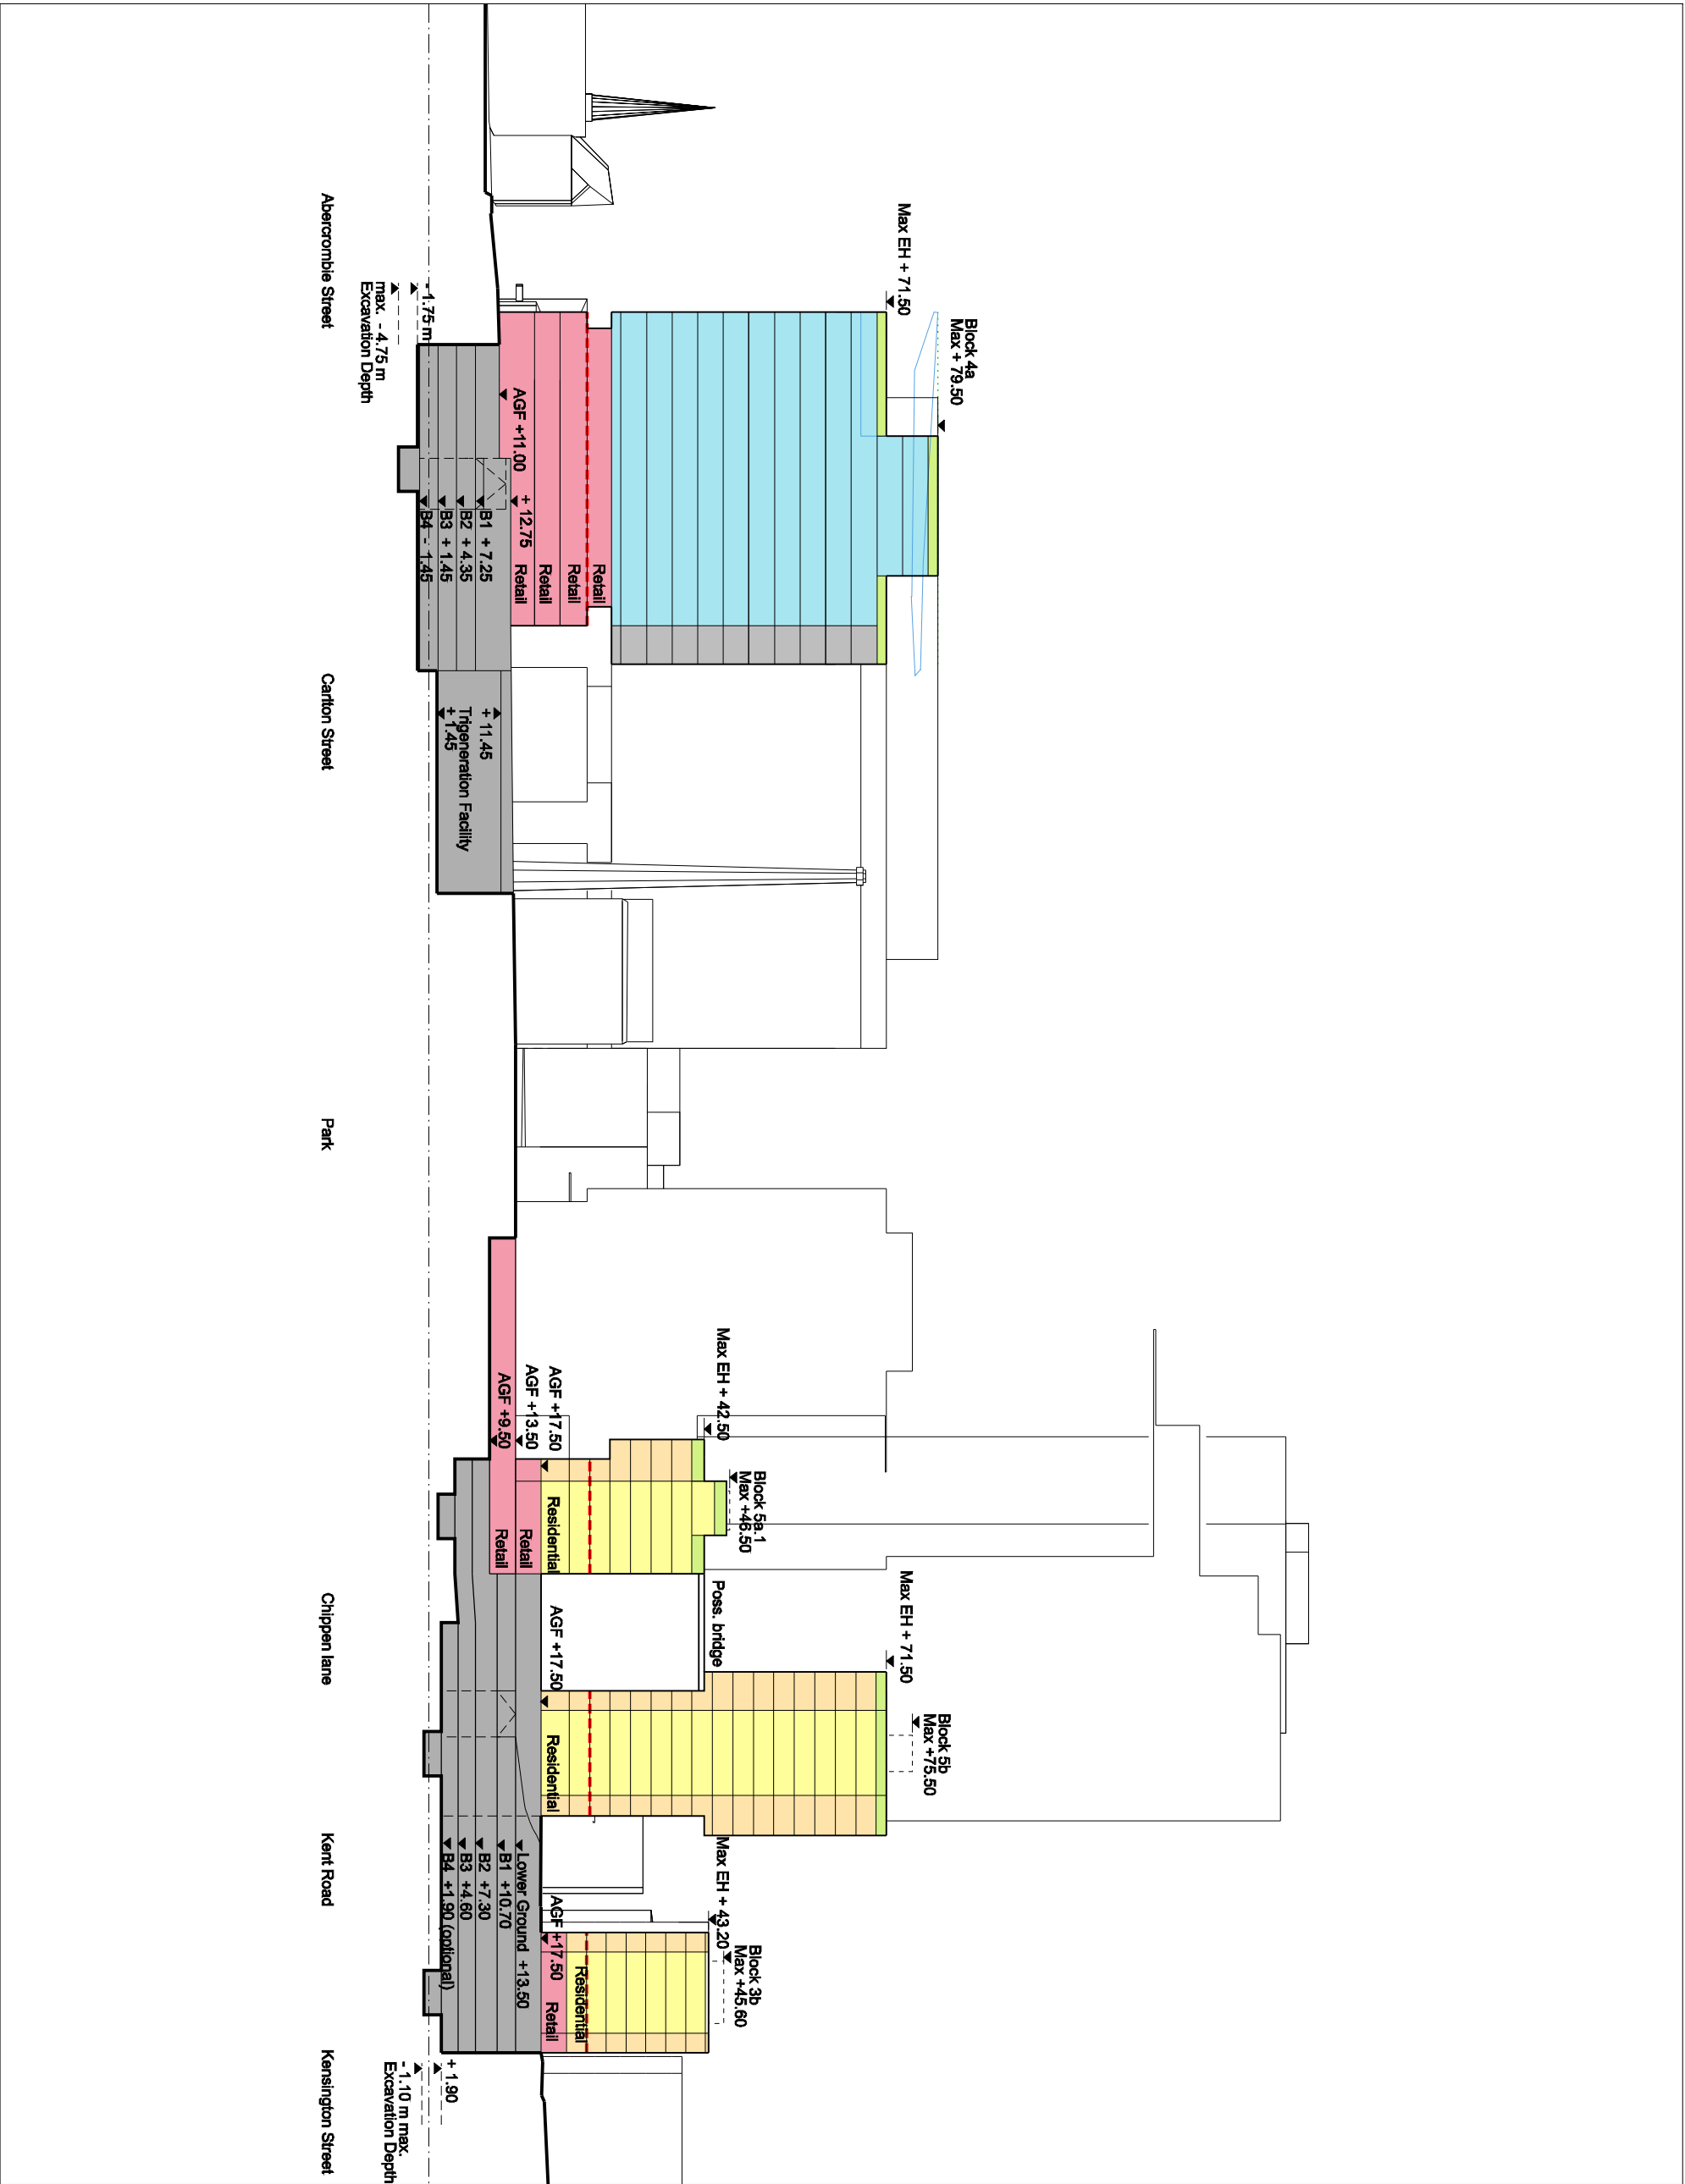 Block 4a
Max + 79.50
Max EH + 71.50
AGF +11.00
+ 12.75
Retail
Retail
Retail
Retail
B1 + 7.25
B2 + 4.35
B3 + 1.45
B4 - 1.45
- 1.75 m
max. - 4.75 m
Excavation Depth
+ 11.45
Trigeneration Facility
+ 1.45
Max EH + 42.50
Block 5a.1
Max +46.50
AGF +17.50
AGF +13.50
AGF +9.50
Residential
Retail
Retail
Poss. bridge
Max EH + 71.50
Block 5b
Max +75.50
AGF +17.50
Residential
Max EH + 43.20
Block 3b
Max +45.60
AGF +17.50
Residential
Retail
Lower Ground +13.50
B1 +10.70
B2 +7.30
B3 +4.60
B4 +1.90 (optional)
+ 1.90
- 1.10 m max.
Excavation Depth
Abercrombie Street
Carlton Street
Park
Chippen lane
Kent Road
Kensington Street